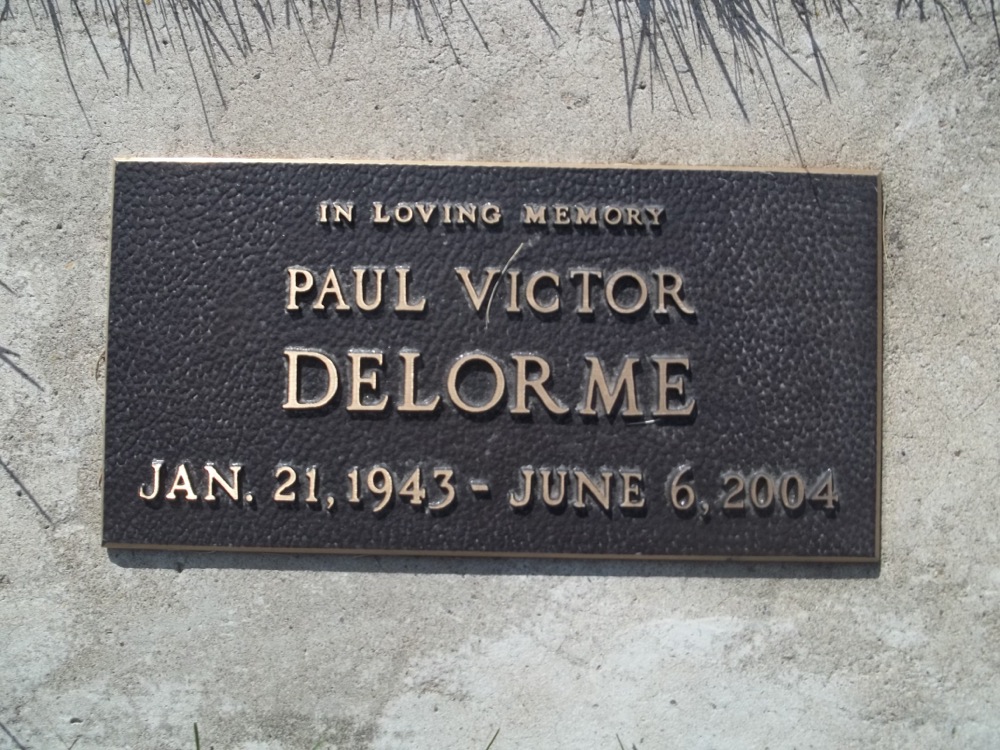 IN LOVING MEMORY
PAUL VICTOR
DELORME
JAN. 21, 1943 - JUNE 6, 2004